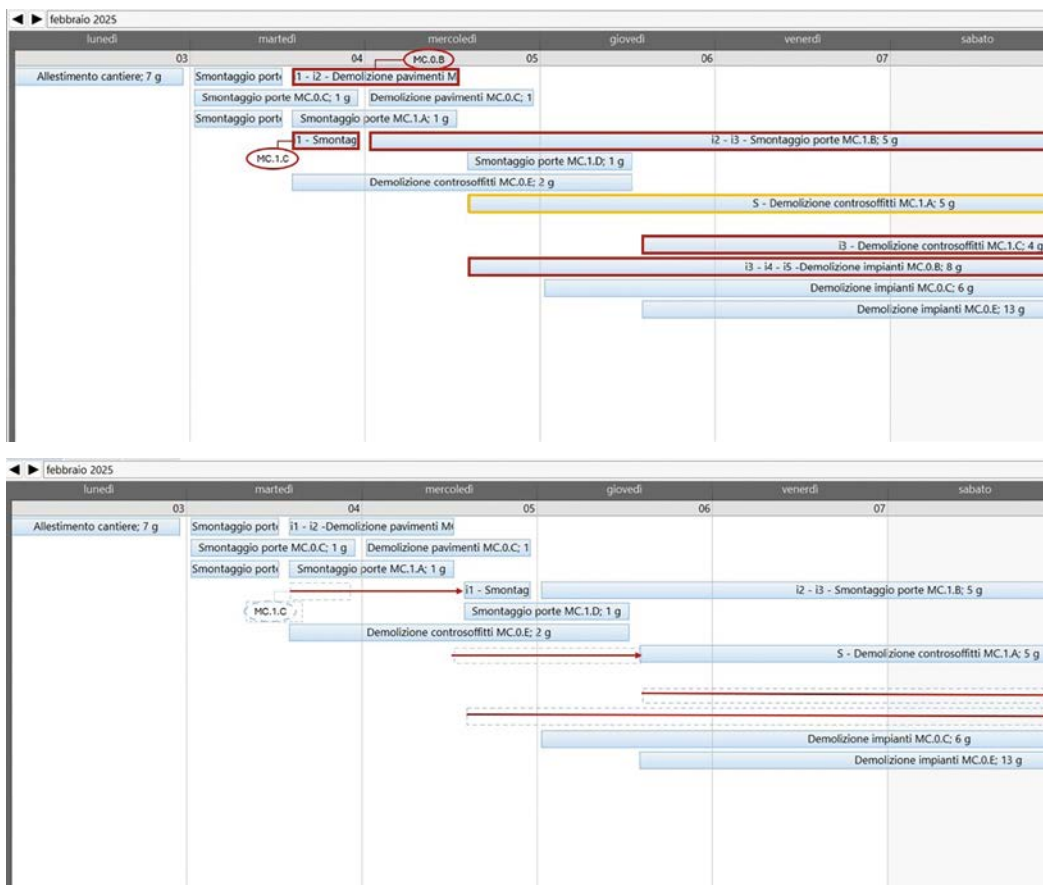 febbraio 2025
lunedì martedì mercoledì giovedì venerdì sabato
03 04 05 06 07
MC.0.B
Allestimento cantiere; 7 g Smontaggio porte i1 - i2 - Demolizione pavimenti M
Smontaggio porte MC.0.C; 1 g Demolizione pavimenti MC.0.C; 1
Smontaggio porte Smontaggio porte MC.1.A; 1 g
1 - Smontag i2 - i3 - Smontaggio porte MC.1.B; 5 g
MC.1.C Smontaggio porte MC.1.D; 1 g
Demolizione controsoffitti MC.0.E; 2 g
S - Demolizione controsoffitti MC.1.A; 5 g
i3 - Demolizione controsoffitti MC.1.C; 4 g
i3 - i4 - i5 -Demolizione impianti MC.0.B; 8 g
Demolizione impianti MC.0.C; 6 g
Demolizione impianti MC.0.E; 13 g
febbraio 2025
lunedì martedì mercoledì giovedì venerdì sabato
03 04 05 06 07
Allestimento cantiere; 7 g Smontaggio porte i1 - i2 -Demolizione pavimenti M
Smontaggio porte MC.0.C; 1 g Demolizione pavimenti MC.0.C; 1
Smontaggio porte Smontaggio porte MC.1.A; 1 g
i1 - Smontag i2 - i3 - Smontaggio porte MC.1.B; 5 g
MC.1.C Smontaggio porte MC.1.D; 1 g
Demolizione controsoffitti MC.0.E; 2 g
S - Demolizione controsoffitti MC.1.A; 5 g
Demolizione impianti MC.0.C; 6 g
Demolizione impianti MC.0.E; 13 g